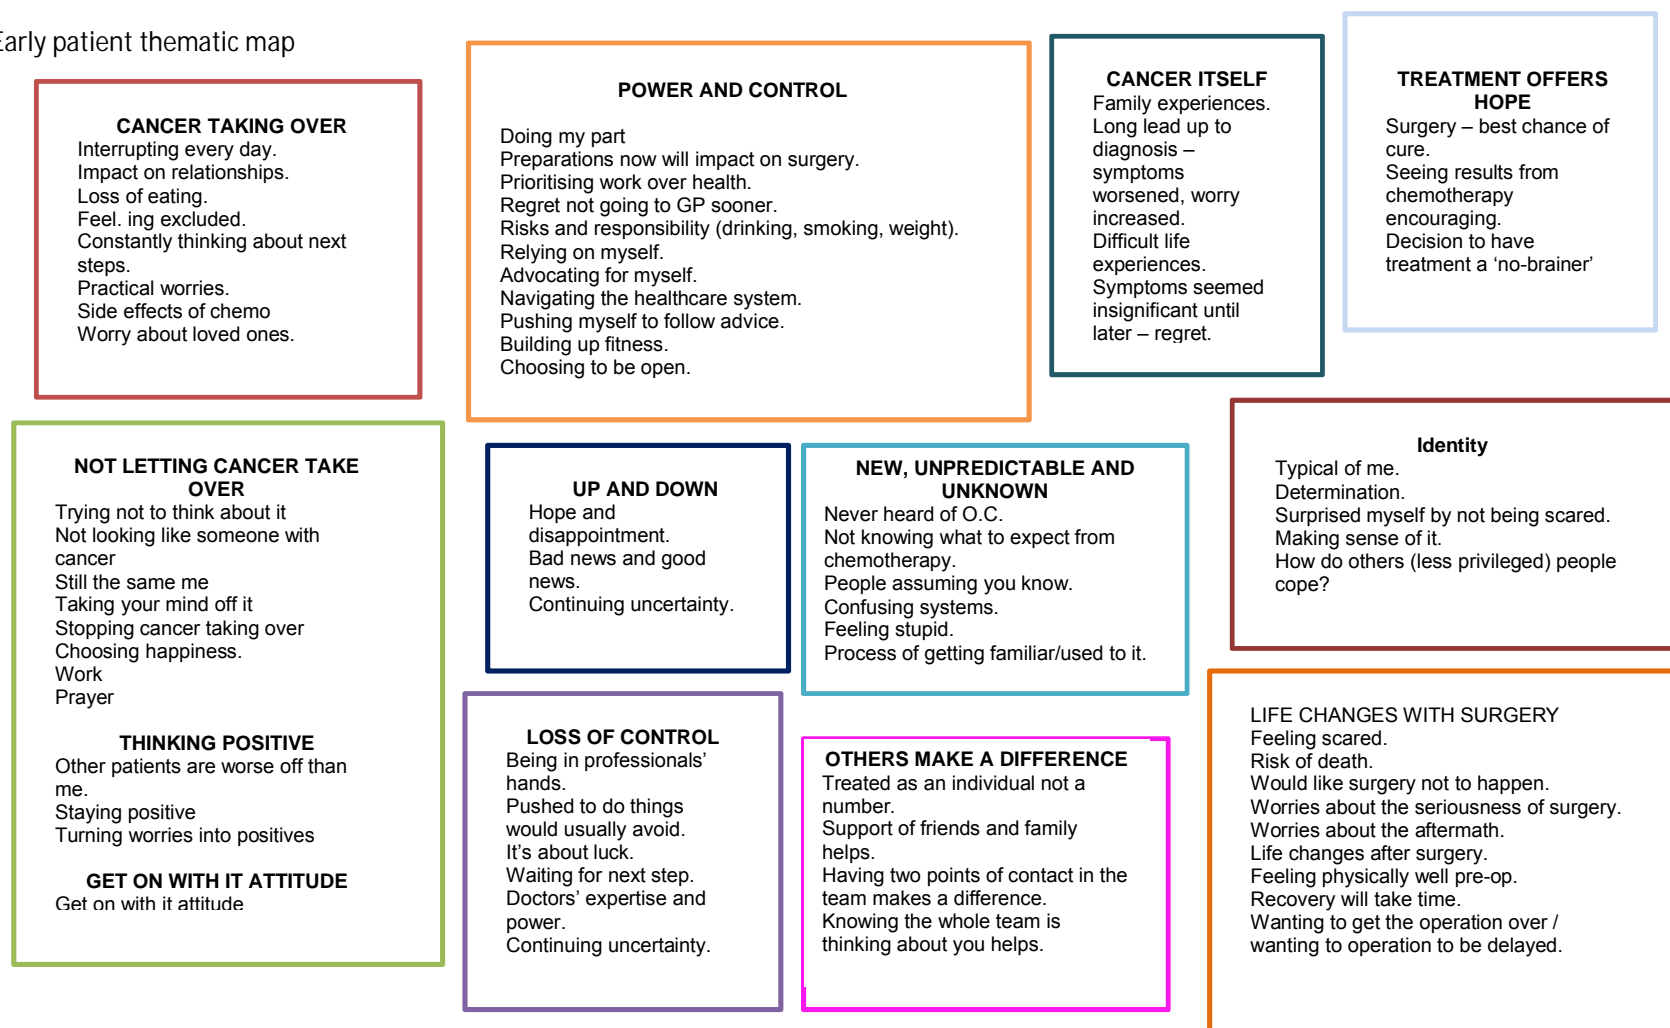 Early patient thematic map
CANCER TAKING OVER
Interrupting every day.
Impact on relationships.
Loss of eating.
Feel. ing excluded.
Constantly thinking about next
steps.
Practical worries.
Side effects of chemo
Worry about loved ones.
POWER AND CONTROL
Doing my part
Preparations now will impact on surgery.
Prioritising work over health.
Regret not going to GP sooner.
Risks and responsibility (drinking, smoking, weight).
Relying on myself.
Advocating for myself.
Navigating the healthcare system.
Pushing myself to follow advice.
Building up fitness.
Choosing to be open.
CANCER ITSELF
Family experiences.
Long lead up to
diagnosis –
symptoms
worsened, worry
increased.
Difficult life
experiences.
Symptoms seemed
insignificant until
later – regret.
TREATMENT OFFERS
HOPE
Surgery – best chance of
cure.
Seeing results from
chemotherapy
encouraging.
Decision to have
treatment a ‘no-brainer’
NOT LETTING CANCER TAKE
OVER
Trying not to think about it
Not looking like someone with
cancer
Still the same me
Taking your mind off it
Stopping cancer taking over
Choosing happiness.
Work
Prayer
THINKING POSITIVE
Other patients are worse off than
me.
Staying positive
Turning worries into positives
GET ON WITH IT ATTITUDE
Get on with it attitude
UP AND DOWN
Hope and
disappointment.
Bad news and good
news.
Continuing uncertainty.
NEW, UNPREDICTABLE AND
UNKNOWN
Never heard of O.C.
Not knowing what to expect from
chemotherapy.
People assuming you know.
Confusing systems.
Feeling stupid.
Process of getting familiar/used to it.
Identity
Typical of me.
Determination.
Surprised myself by not being scared.
Making sense of it.
How do others (less privileged) people
cope?
LOSS OF CONTROL
Being in professionals’
hands.
Pushed to do things
would usually avoid.
It’s about luck.
Waiting for next step.
Doctors’ expertise and
power.
Continuing uncertainty.
OTHERS MAKE A DIFFERENCE
Treated as an individual not a
number.
Support of friends and family
helps.
Having two points of contact in the
team makes a difference.
Knowing the whole team is
thinking about you helps.
LIFE CHANGES WITH SURGERY
Feeling scared.
Risk of death.
Would like surgery not to happen.
Worries about the seriousness of surgery.
Worries about the aftermath.
Life changes after surgery.
Feeling physically well pre-op.
Recovery will take time.
Wanting to get the operation over /
wanting to operation to be delayed.